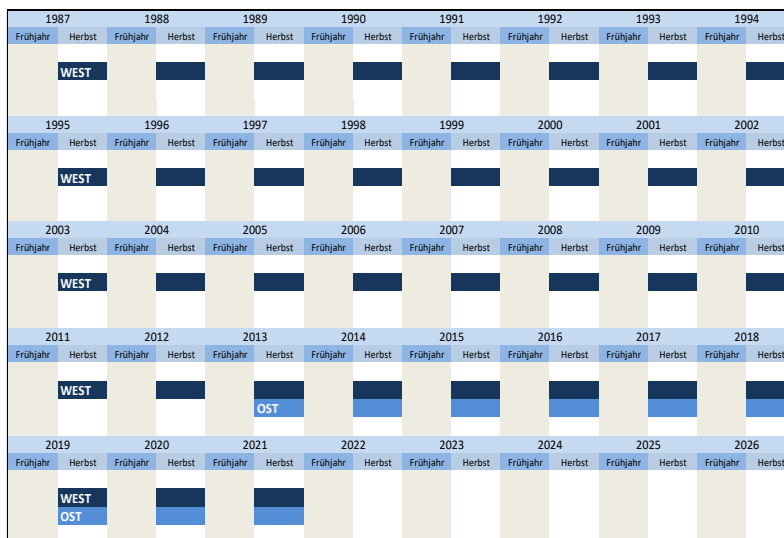 1987 1988 1989 1990 1991 1992 1993 1994
Frühjahr Herbst Frühjahr Herbst Frühjahr Herbst Frühjahr Herbst Frühjahr Herbst Frühjahr Herbst Frühjahr Herbst Frühjahr Herbst
WEST
1995 1996 1997 1998 1999 2000 2001 2002
Frühjahr Herbst Frühjahr Herbst Frühjahr Herbst Frühjahr Herbst Frühjahr Herbst Frühjahr Herbst Frühjahr Herbst Frühjahr Herbst
WEST
2003 2004 2005 2006 2007 2008 2009 2010
Frühjahr Herbst Frühjahr Herbst Frühjahr Herbst Frühjahr Herbst Frühjahr Herbst Frühjahr Herbst Frühjahr Herbst Frühjahr Herbst
WEST
2011 2012 2013 2014 2015 2016 2017 2018
Frühjahr Herbst Frühjahr Herbst Frühjahr Herbst Frühjahr Herbst Frühjahr Herbst Frühjahr Herbst Frühjahr Herbst Frühjahr Herbst
WEST
OST
2019 2020 2021 2022 2023 2024 2025 2026
Frühjahr Herbst Frühjahr Herbst Frühjahr Herbst Frühjahr Herbst Frühjahr Herbst Frühjahr Herbst Frühjahr Herbst Frühjahr Herbst
WEST
OST